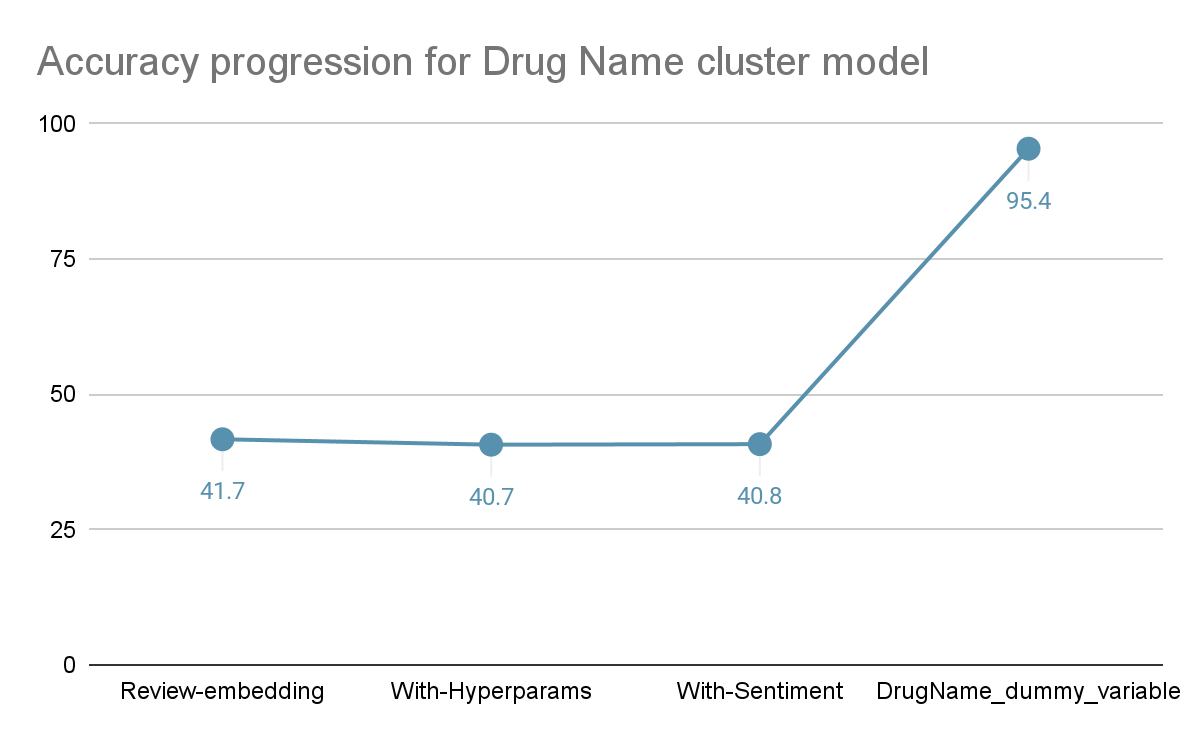 Accuracy progression for Drug Name cluster model
100
75
50
25
0
41.7
40.7
40.8
95.4
Review-embedding
With-Hyperparams
With-Sentiment
DrugName_dummy_variable